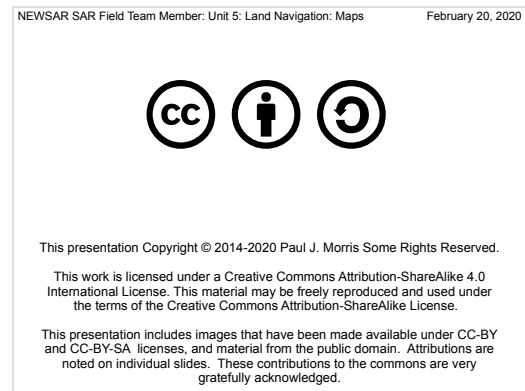 NEWSAR SAR Field Team Member: Unit 5: Land Navigation: Maps February 20, 2020
cc
This presentation Copyright © 2014-2020 Paul J. Morris Some Rights Reserved.
This work is licensed under a Creative Commons Attribution-ShareAlike 4.0
International License. This material may be freely reproduced and used under
the terms of the Creative Commons Attribution-ShareAlike License.
This presentation includes images that have been made available under CC-BY
and CC-BY-SA licenses, and material from the public domain. Attributions are
noted on individual slides. These contributions to the commons are very
gratefully acknowledged.